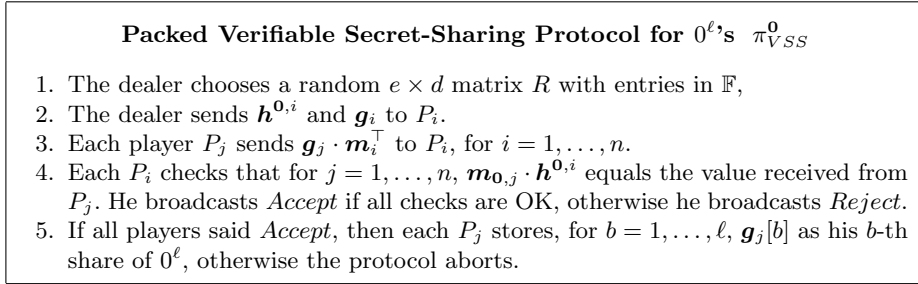 Packed Verifiable Secret-Sharing Protocol for 0^ℓ's π^𝟎_{VSS}
1. The dealer chooses a random e × d matrix R with entries in 𝔽,
2. The dealer sends 𝒉^{𝟎,i} and 𝒈_i to P_i.
3. Each player P_j sends 𝒈_j · 𝒎_i^⊤ to P_i, for i = 1, . . . , n.
4. Each P_i checks that for j = 1, . . . , n, 𝒎_{𝟎,j} · 𝒉^{𝟎,i} equals the value received from
P_j. He broadcasts Accept if all checks are OK, otherwise he broadcasts Reject.
5. If all players said Accept, then each P_j stores, for b = 1, . . . , ℓ, 𝒈_j[b] as his b-th
share of 0^ℓ, otherwise the protocol aborts.